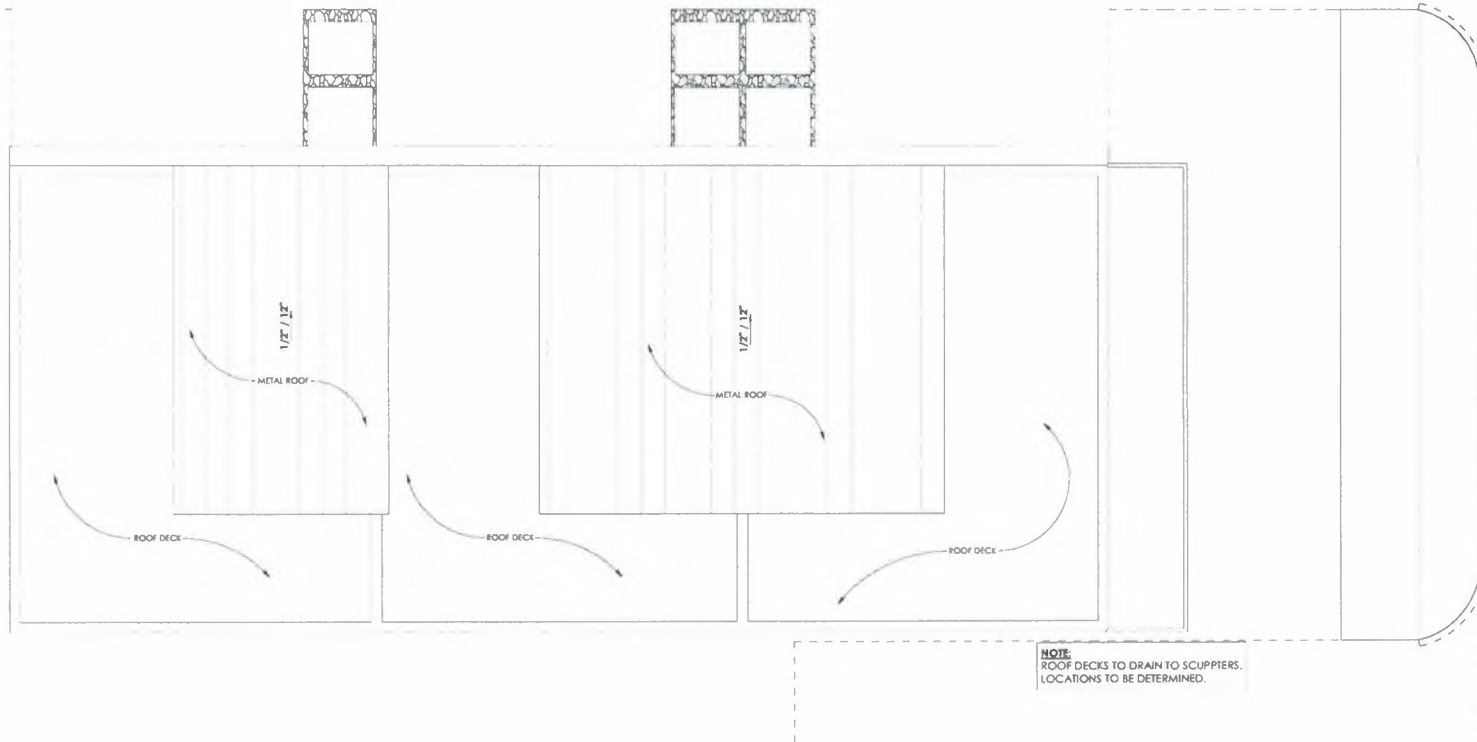 1/2" / 12"
1/2" / 12"
METAL ROOF
METAL ROOF
ROOF DECK
ROOF DECK
ROOF DECK
NOTE:
ROOF DECKS TO DRAIN TO SCUPPTERS.
LOCATIONS TO BE DETERMINED.